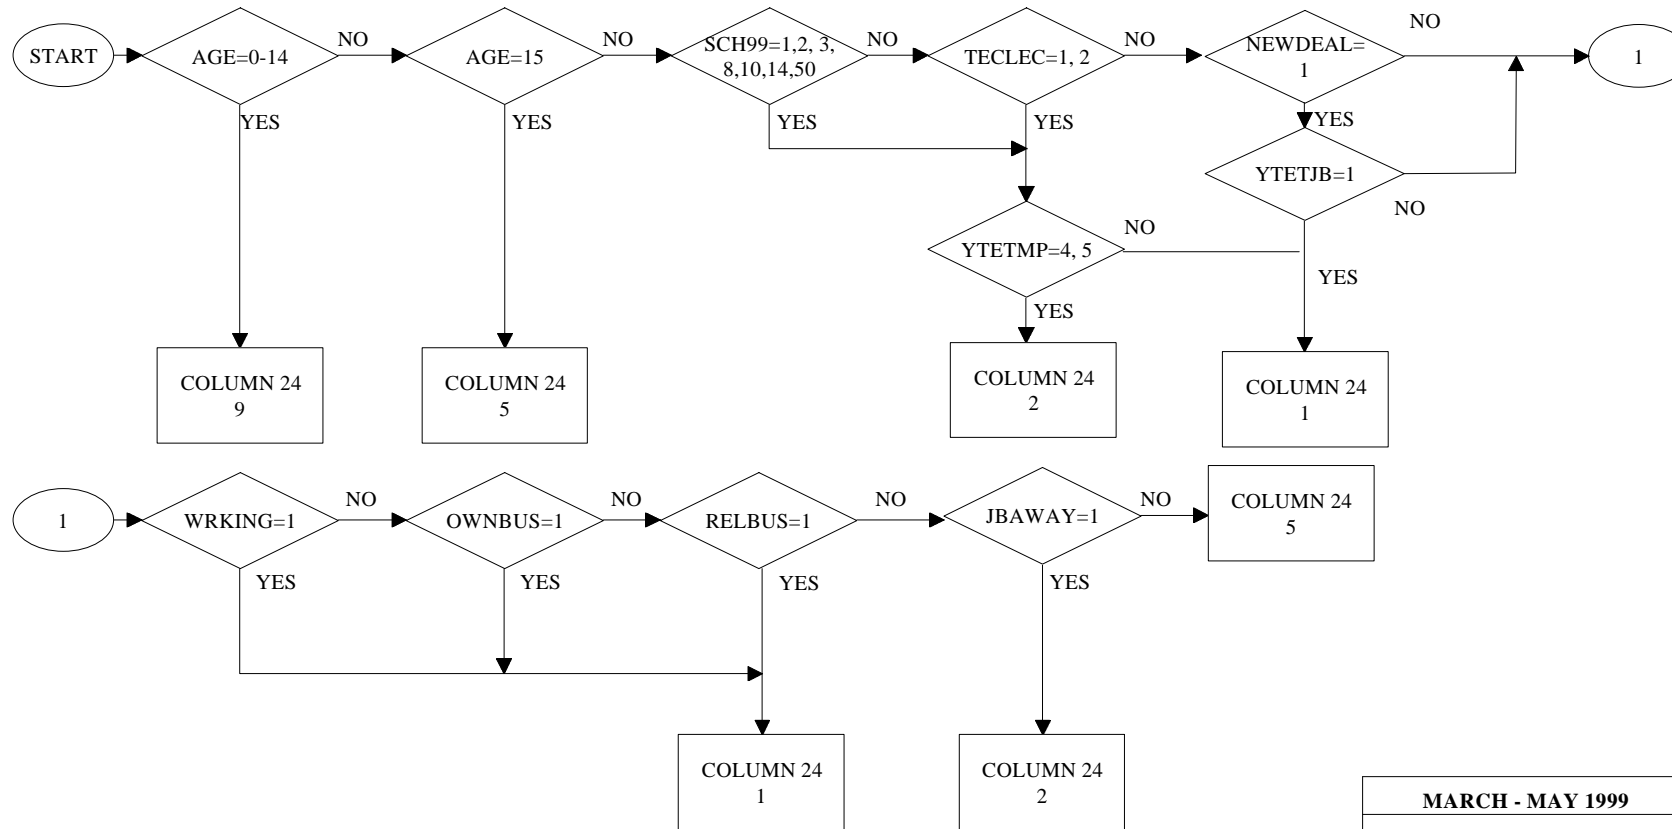 START
AGE=0-14
NO
AGE=15
NO
SCH99=1,2, 3,
8,10,14,50
NO
TECLEC=1, 2
NO
NEWDEAL=
1
NO
1
YES
YES
YES
YES
YES
YTETJB=1
NO
YTETMP=4, 5
NO
YES
YES
COLUMN 24
9
COLUMN 24
5
COLUMN 24
2
COLUMN 24
1
1
WRKING=1
NO
OWNBUS=1
NO
RELBUS=1
NO
JBAWAY=1
NO
COLUMN 24
5
YES
YES
YES
YES
COLUMN 24
1
COLUMN 24
2
MARCH - MAY 1999